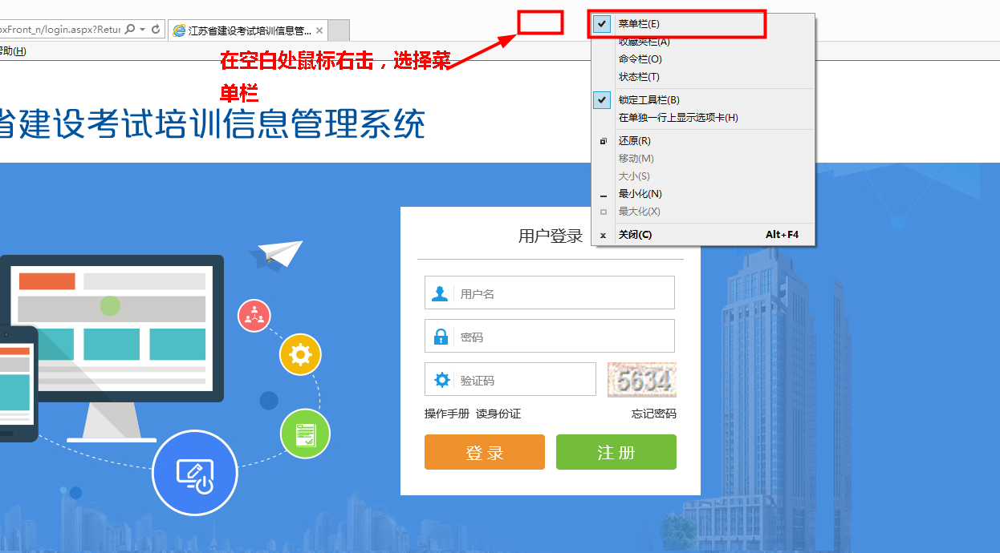 pxFront_n/login.aspx?Retur
江苏省建设考试培训信息管...
帮助(H)
在空白处鼠标右击，选择菜
单栏
菜单栏(E)
收藏夹栏(A)
命令栏(O)
状态栏(T)
锁定工具栏(B)
在单独一行上显示选项卡(H)
还原(R)
移动(M)
大小(S)
最小化(N)
最大化(X)
关闭(C) Alt+F4
省建设考试培训信息管理系统
用户登录
用户名
密码
验证码 5634
操作手册 读身份证 忘记密码
登录 注册